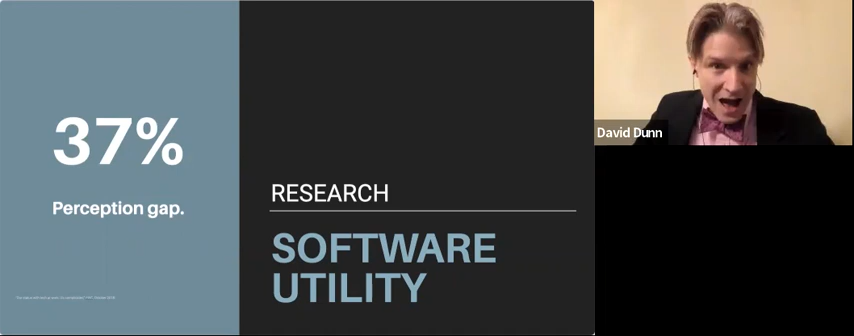 37%
Perception gap.
RESEARCH
SOFTWARE
UTILITY
David Dunn